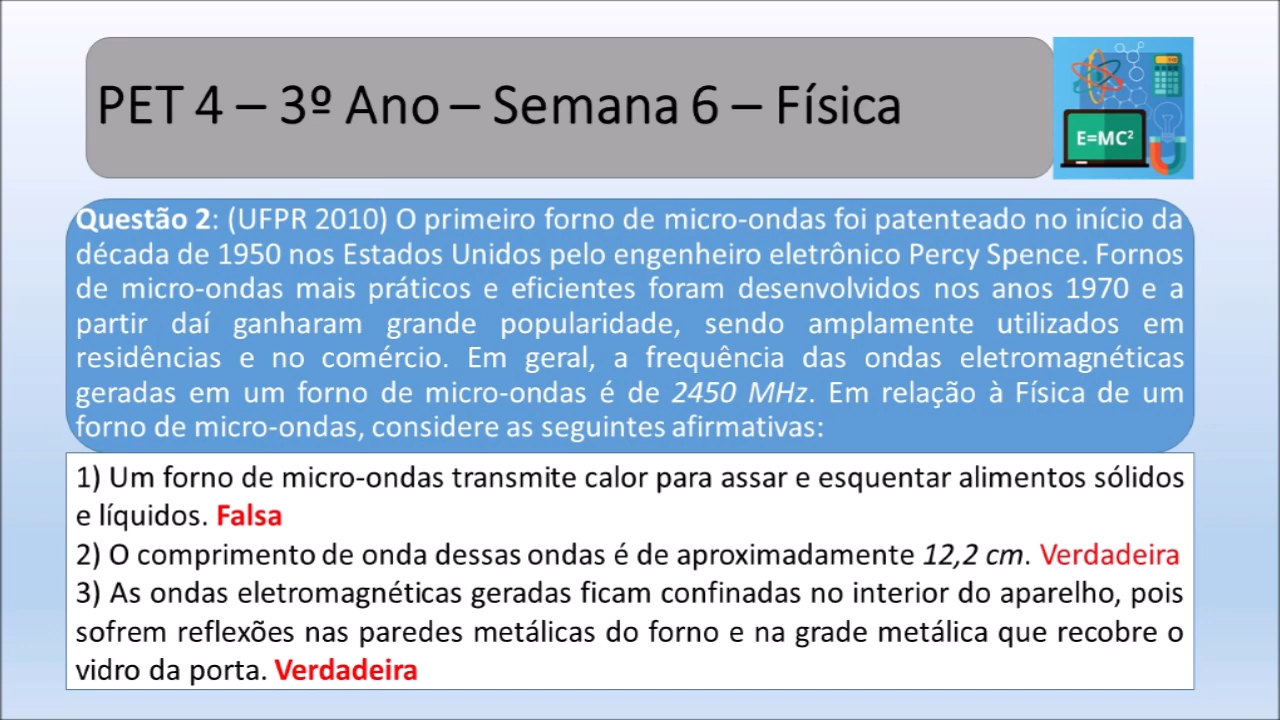 PET 4 – 3º Ano – Semana 6 – Física
E=MC²
Questão 2: (UFPR 2010) O primeiro forno de micro-ondas foi patenteado no início da
década de 1950 nos Estados Unidos pelo engenheiro eletrônico Percy Spence. Fornos
de micro-ondas mais práticos e eficientes foram desenvolvidos nos anos 1970 e a
partir daí ganharam grande popularidade, sendo amplamente utilizados em
residências e no comércio. Em geral, a frequência das ondas eletromagnéticas
geradas em um forno de micro-ondas é de 2450 MHz. Em relação à Física de um
forno de micro-ondas, considere as seguintes afirmativas:
1) Um forno de micro-ondas transmite calor para assar e esquentar alimentos sólidos
e líquidos. Falsa
2) O comprimento de onda dessas ondas é de aproximadamente 12,2 cm. Verdadeira
3) As ondas eletromagnéticas geradas ficam confinadas no interior do aparelho, pois
sofrem reflexões nas paredes metálicas do forno e na grade metálica que recobre o
vidro da porta. Verdadeira